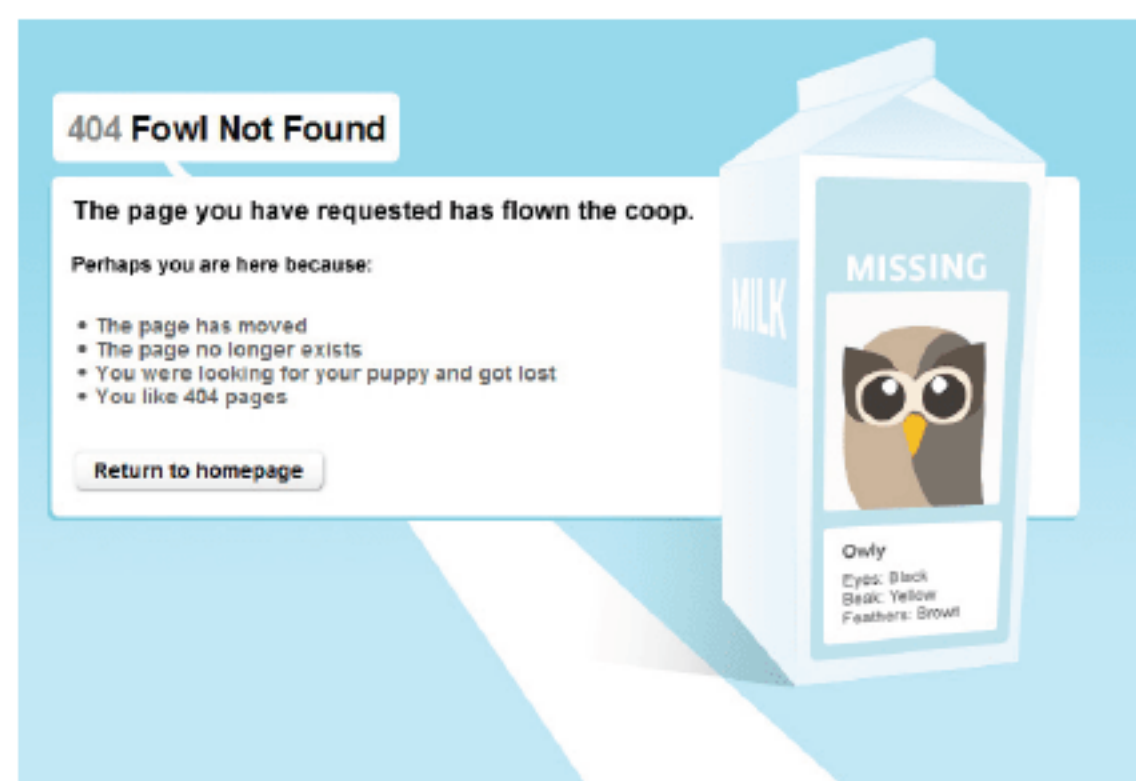 404 Fowl Not Found
The page you have requested has flown the coop.
Perhaps you are here because:
• The page has moved
• The page no longer exists
• You were looking for your puppy and got lost
• You like 404 pages
Return to homepage
MILK
MISSING
Owly
Eyes: Black
Beak: Yellow
Feathers: Brown